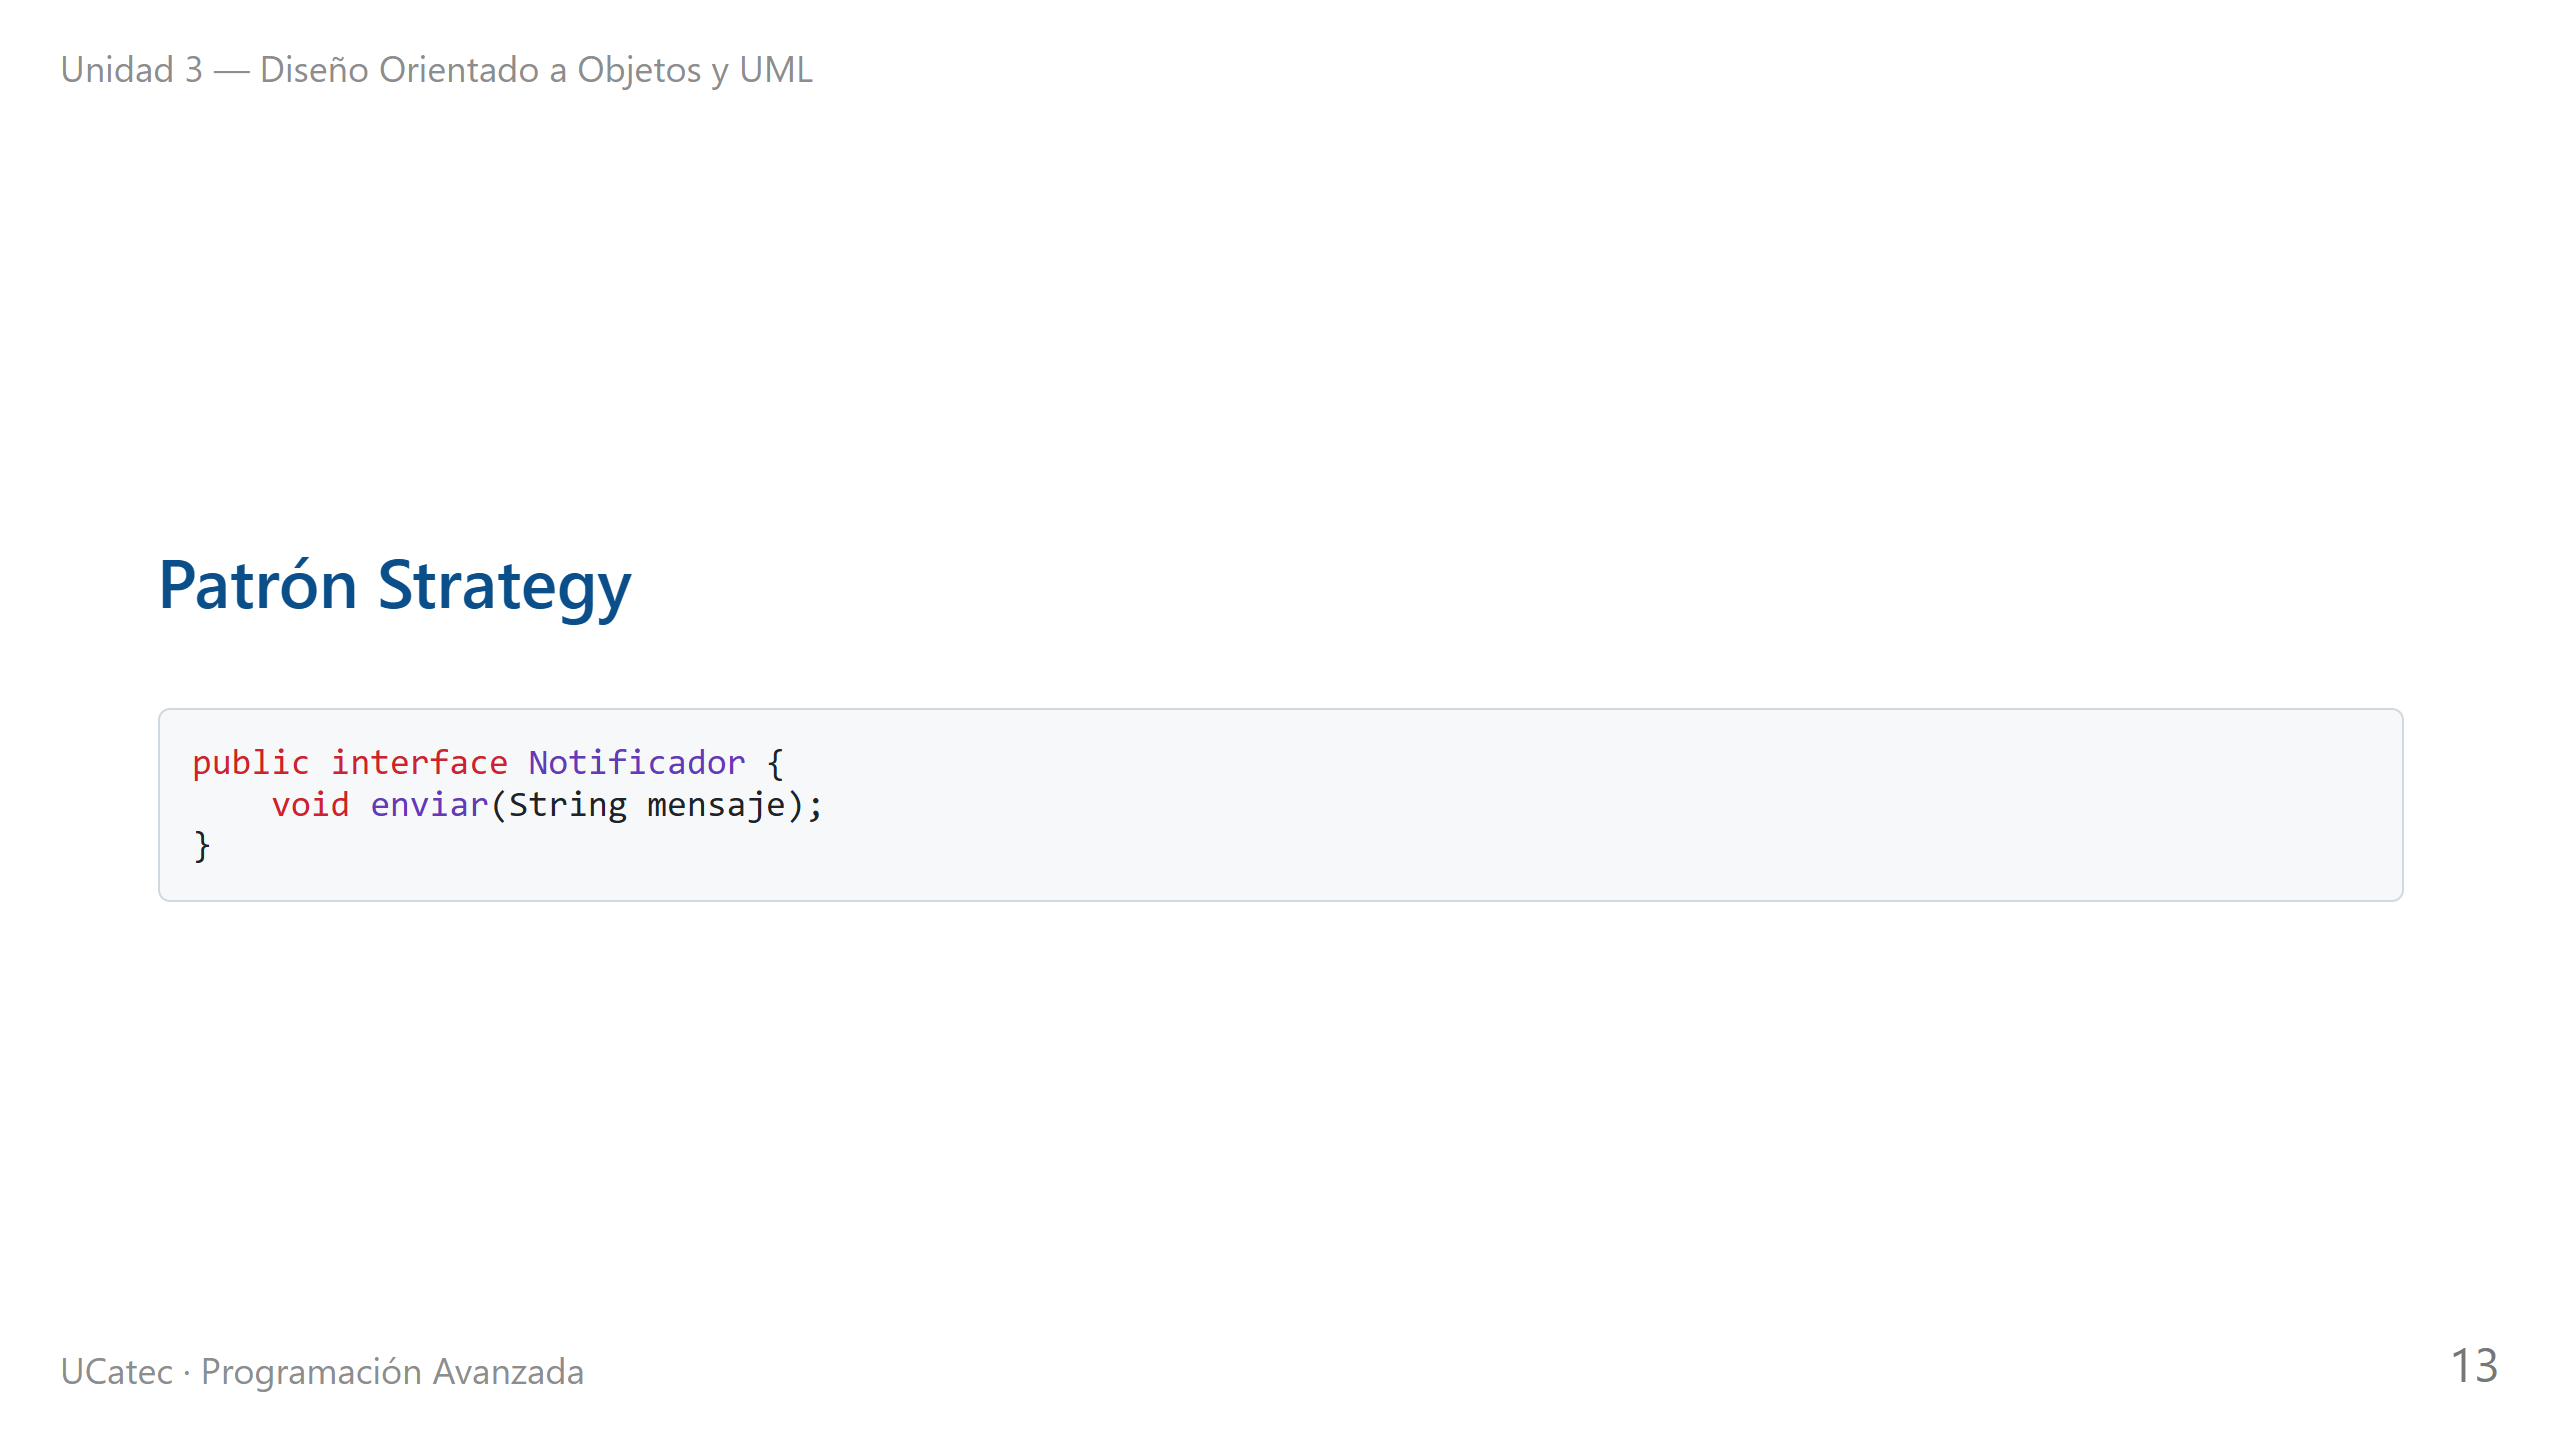 Unidad 3 — Diseño Orientado a Objetos y UML
Patrón Strategy
public interface Notificador {
    void enviar(String mensaje);
}
UCatec · Programación Avanzada
13